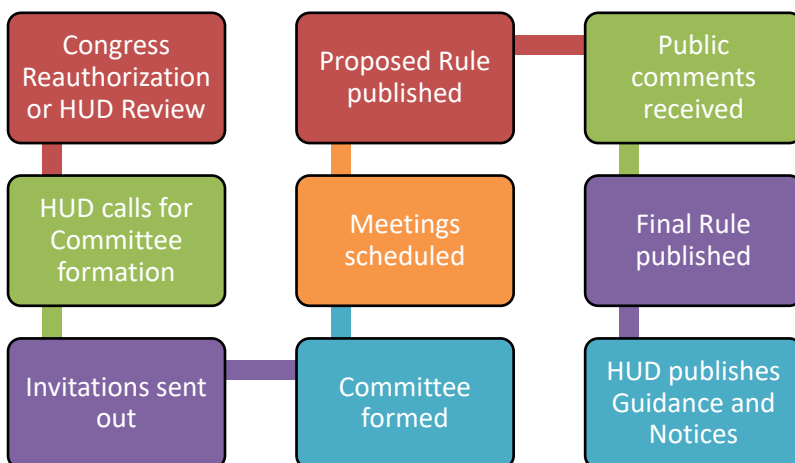 Congress
Reauthorization
or HUD Review
HUD calls for
Committee
formation
Invitations sent
out
Committee
formed
Meetings
scheduled
Proposed Rule
published
Public
comments
received
Final Rule
published
HUD publishes
Guidance and
Notices